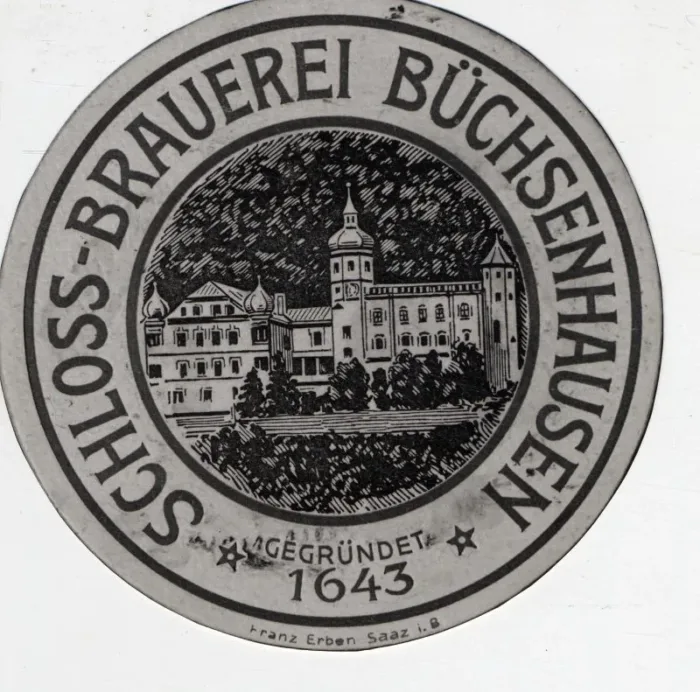 SCHLOSS-BRAUEREI BÜCHSENHAUSEN
GEGRÜNDET
1643
Franz Erben Saaz i. B